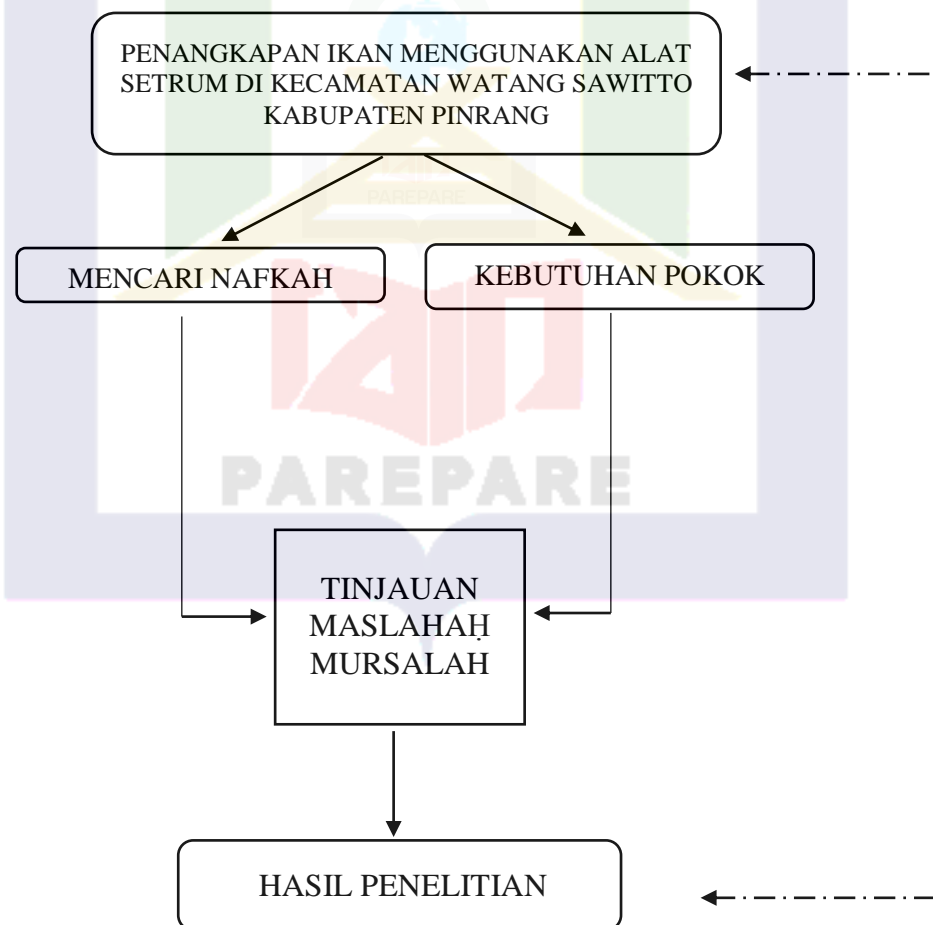 PENANGKAPAN IKAN MENGGUNAKAN ALAT
SETRUM DI KECAMATAN WATANG SAWITTO
KABUPATEN PINRANG
PAREPARE
MENCARI NAFKAH
KEBUTUHAN POKOK
PAREPARE
TINJAUAN
MASLAHAḤ
MURSALAH
HASIL PENELITIAN